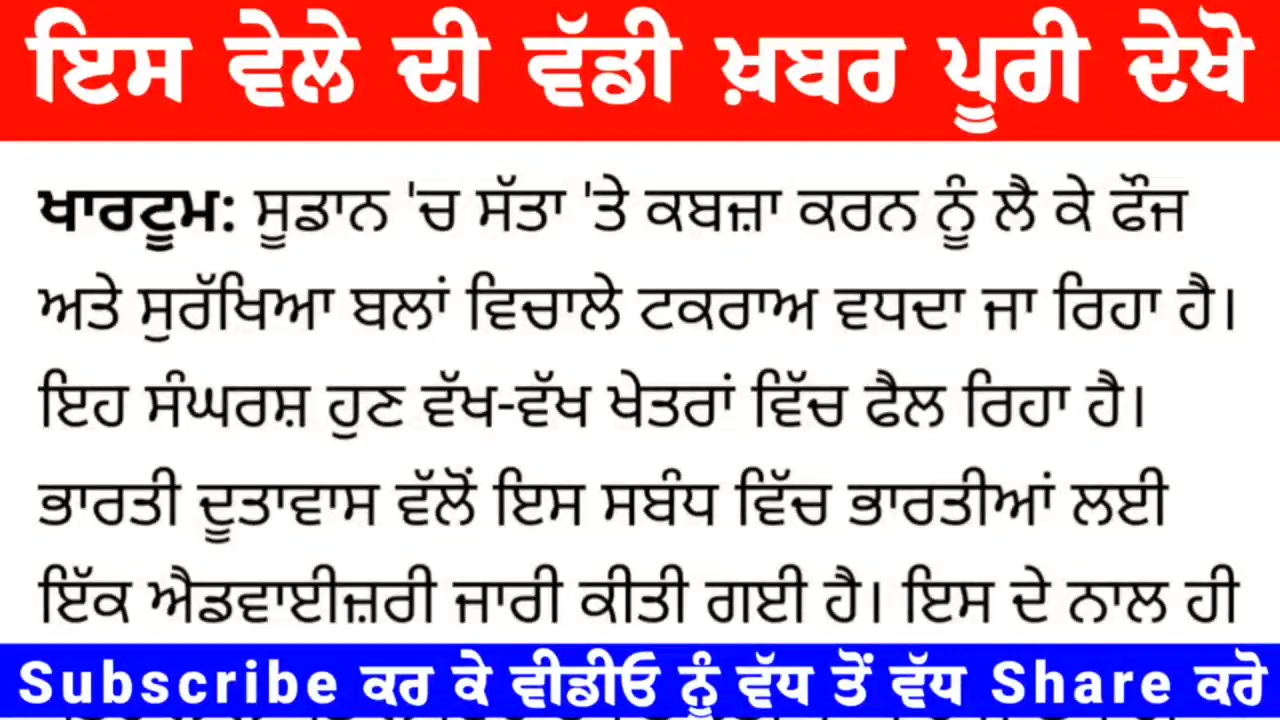 ਇਸ ਵੇਲੇ ਦੀ ਵੱਡੀ ਖ਼ਬਰ ਪੂਰੀ ਦੇਖੋ
ਖਾਰਟੂਮ: ਸੂਡਾਨ 'ਚ ਸੱਤਾ 'ਤੇ ਕਬਜ਼ਾ ਕਰਨ ਨੂੰ ਲੈ ਕੇ ਫੌਜ
ਅਤੇ ਸੁਰੱਖਿਆ ਬਲਾਂ ਵਿਚਾਲੇ ਟਕਰਾਅ ਵਧਦਾ ਜਾ ਰਿਹਾ ਹੈ।
ਇਹ ਸੰਘਰਸ਼ ਹੁਣ ਵੱਖ-ਵੱਖ ਖੇਤਰਾਂ ਵਿੱਚ ਫੈਲ ਰਿਹਾ ਹੈ।
ਭਾਰਤੀ ਦੂਤਾਵਾਸ ਵੱਲੋਂ ਇਸ ਸਬੰਧ ਵਿੱਚ ਭਾਰਤੀਆਂ ਲਈ
ਇੱਕ ਐਡਵਾਈਜ਼ਰੀ ਜਾਰੀ ਕੀਤੀ ਗਈ ਹੈ। ਇਸ ਦੇ ਨਾਲ ਹੀ
Subscribe ਕਰ ਕੇ ਵੀਡੀਓ ਨੂੰ ਵੱਧ ਤੋਂ ਵੱਧ Share ਕਰੋ